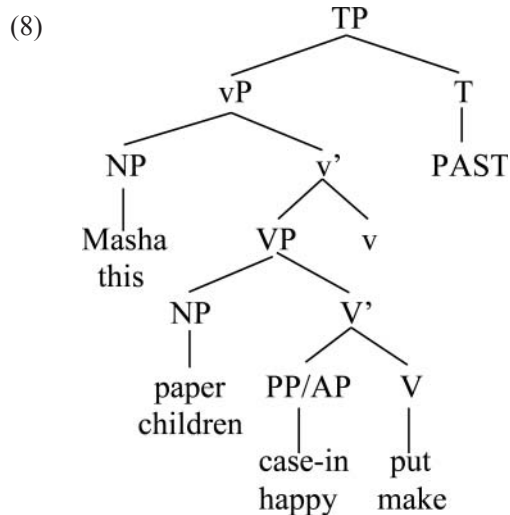 (8)
TP
vP T
NP v' PAST
Masha
this
VP v
NP V'
paper
children
PP/AP V
case-in put
happy make